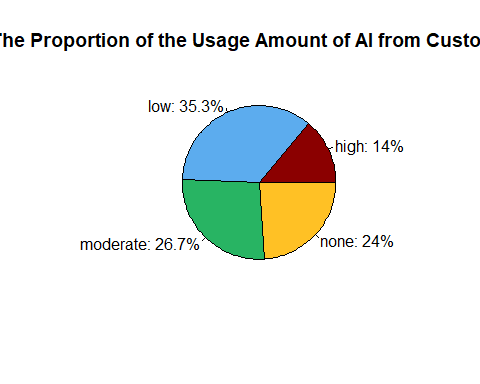 The Proportion of the Usage Amount of AI from Custo
low: 35.3%
high: 14%
moderate: 26.7%
none: 24%